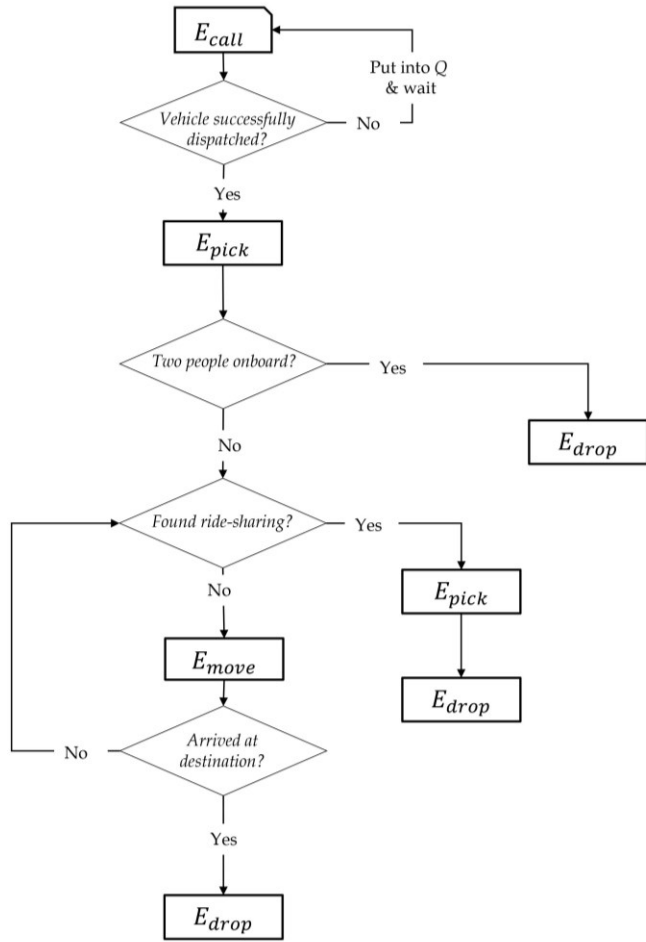 E_call
Put into Q
& wait
Vehicle successfully
dispatched?
No
Yes
E_pick
Two people onboard?
Yes
E_drop
No
Found ride-sharing?
Yes
E_pick
No
E_move
E_drop
Arrived at
destination?
No
Yes
E_drop